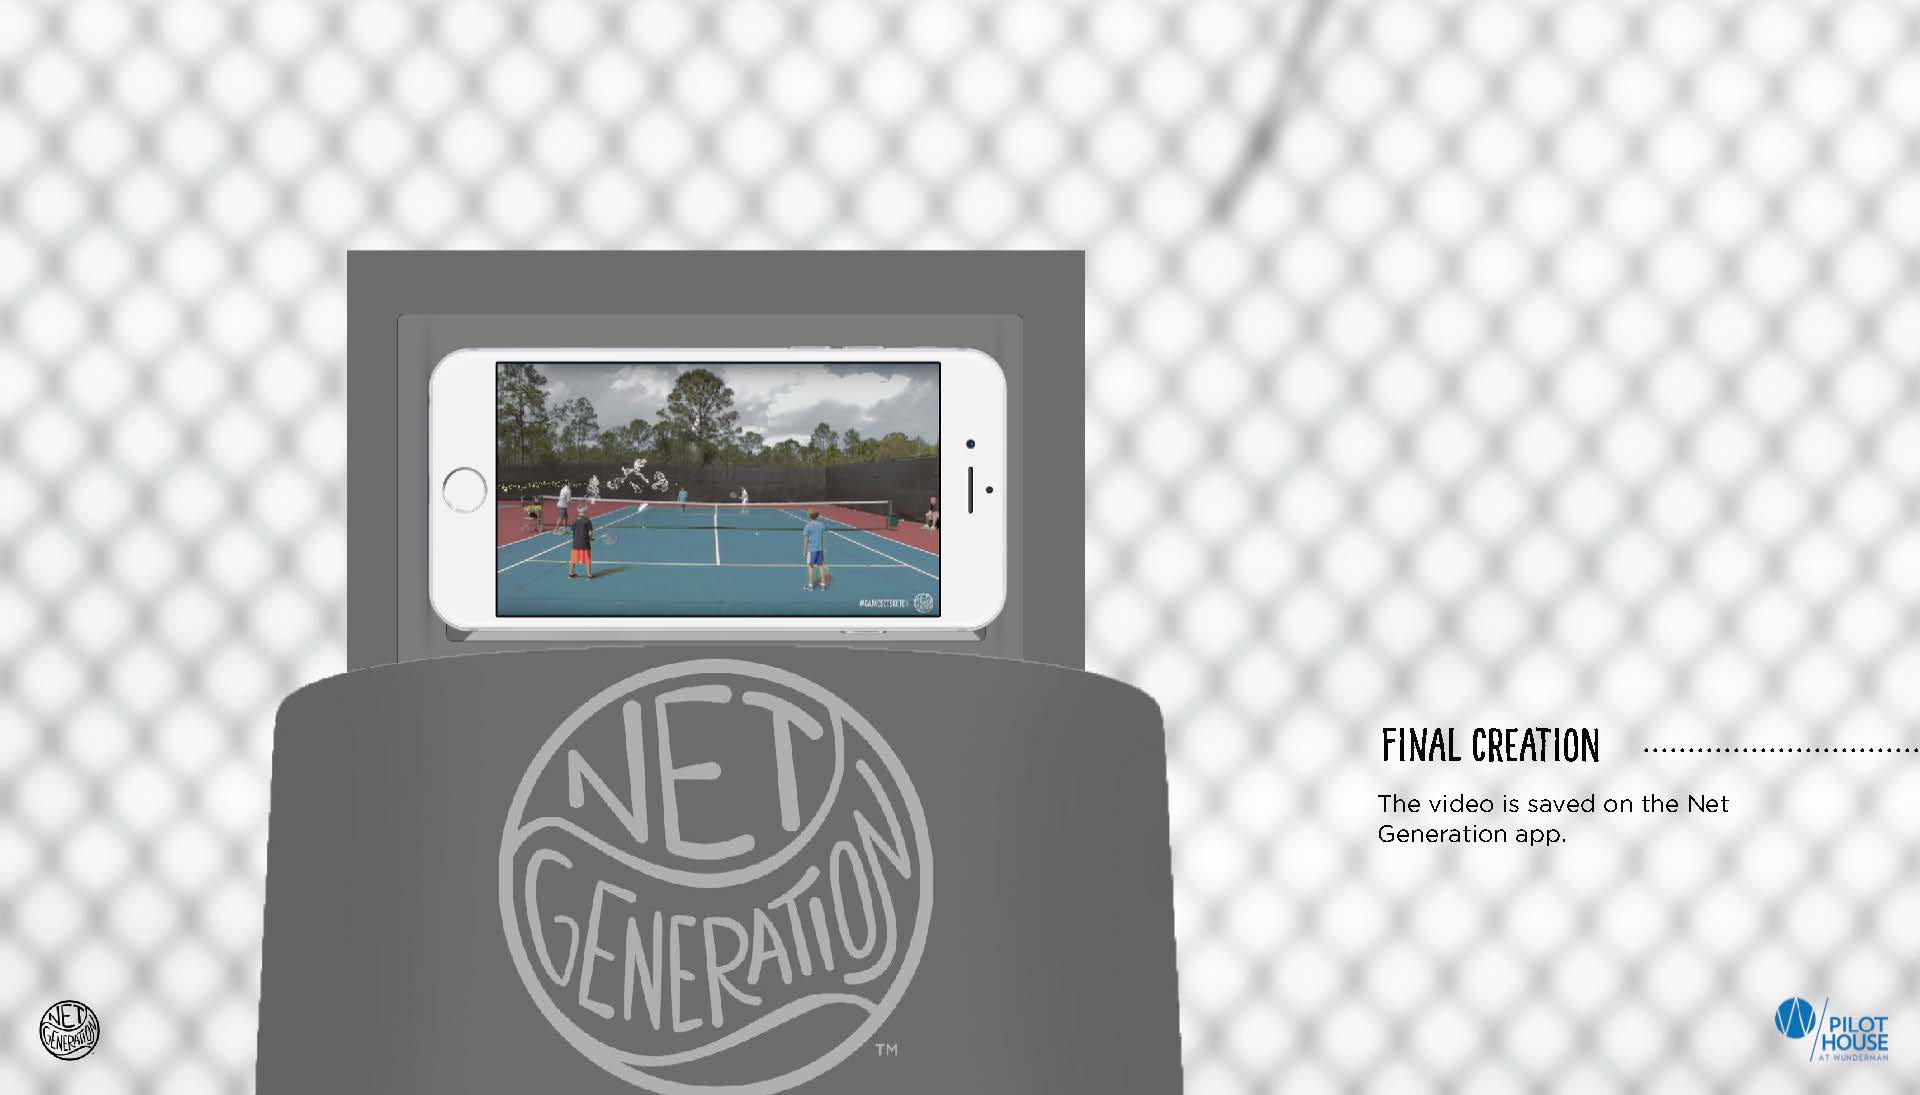 #GAMESETSKETCH
NET
GENERATION
TM
FINAL CREATION
The video is saved on the Net
Generation app.
NET
GENERATION
PILOT
HOUSE
AT WUNDERMAN